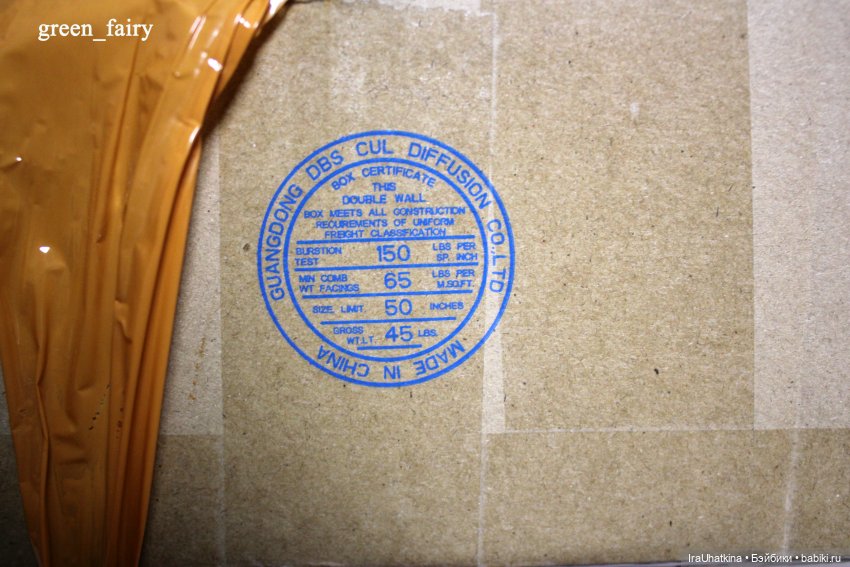 green_fairy
GUANGDONG DBS CUL DIFFUSION CO.,LTD
BOX CERTIFICATE
THIS
DOUBLE WALL
BOX MEETS ALL CONSTRUCTION
REQUIREMENTS OF UNIFORM
FREIGHT CLASSIFICATION
BURSTION TEST 150 LBS PER SP. INCH
MIN COMB WT FACINGS 65 LBS PER M.SQ.FT.
SIZE LIMIT 50 INCHES
GROSS WT.LT. 45 LBS.
MADE IN CHINA
IraUhatkina • Бэйбики • babiki.ru